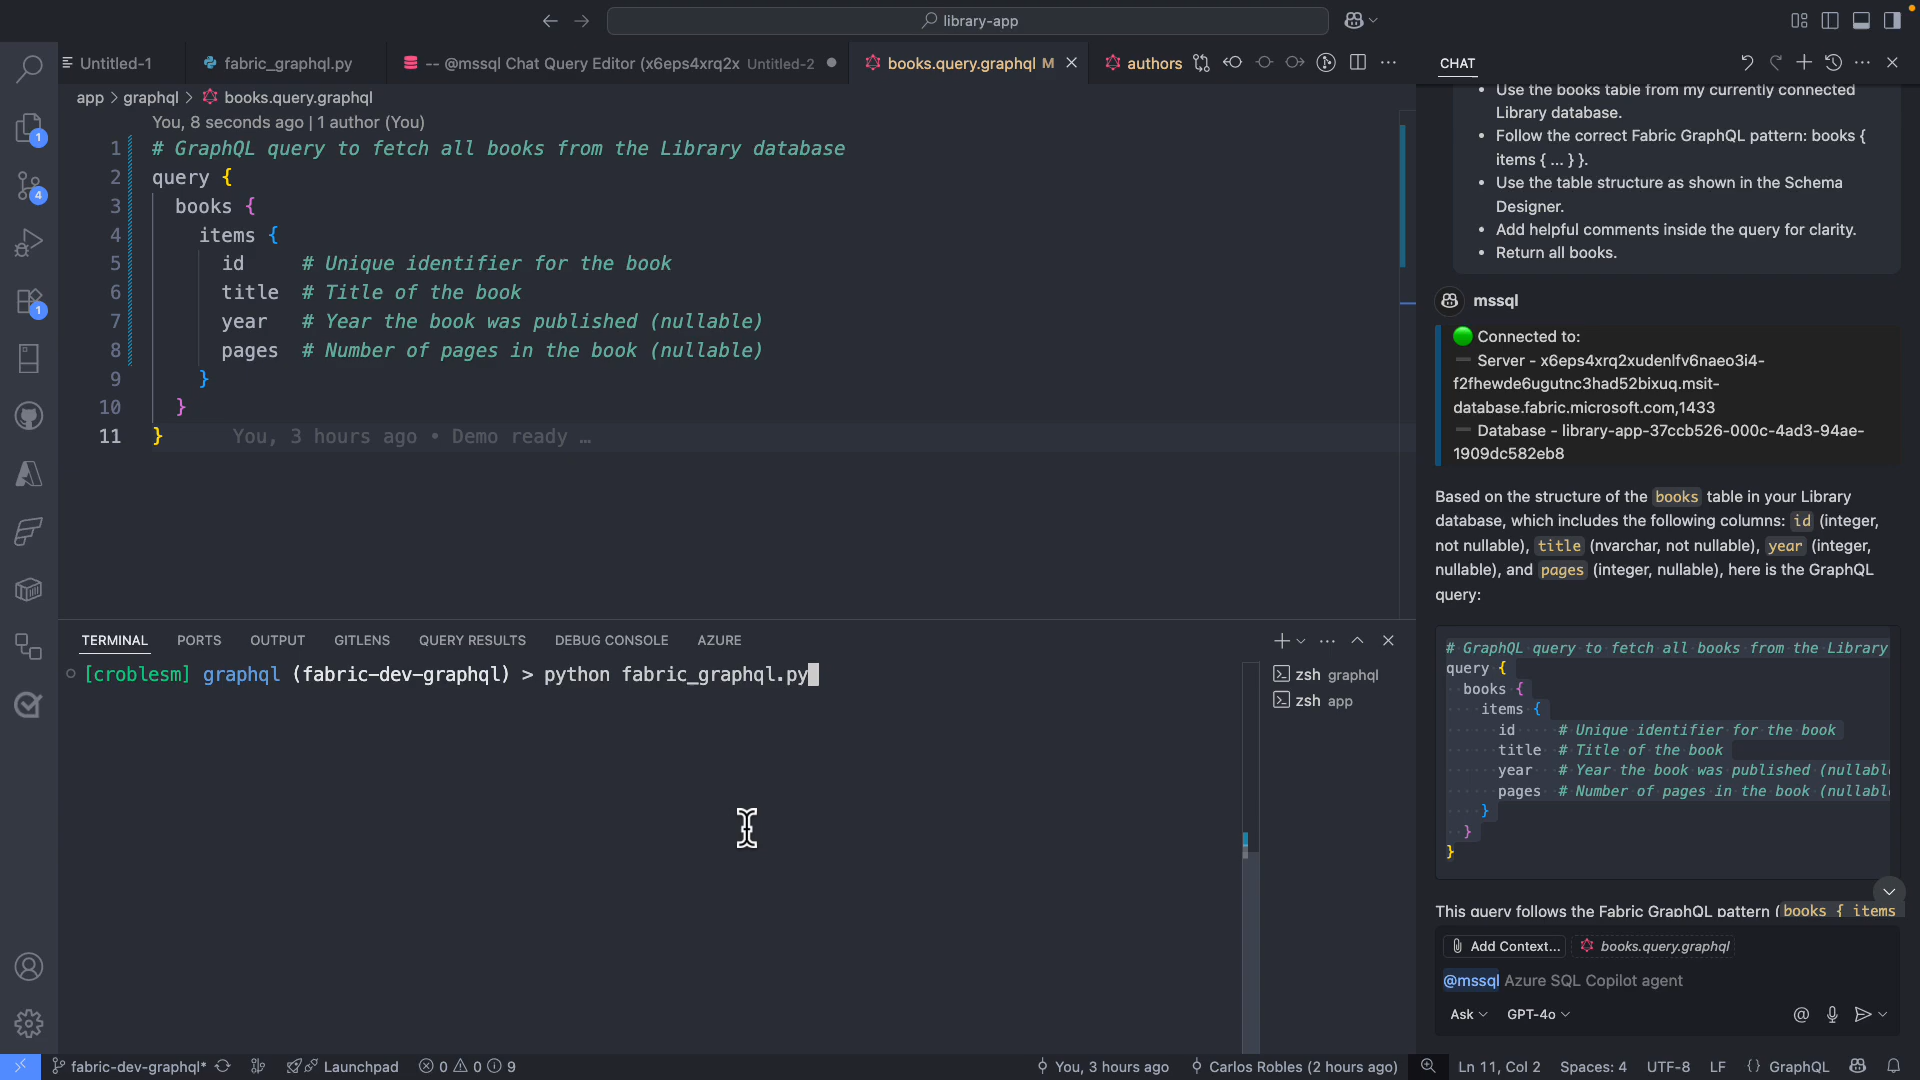 library-app
Untitled-1
fabric_graphql.py
-- @mssql Chat Query Editor (x6eps4xrq2x Untitled-2
books.query.graphql M
authors
app > graphql > books.query.graphql
You, 8 seconds ago | 1 author (You)
1 # GraphQL query to fetch all books from the Library database
2 query {
3 books {
4 items {
5 id # Unique identifier for the book
6 title # Title of the book
7 year # Year the book was published (nullable)
8 pages # Number of pages in the book (nullable)
9 }
10 }
11 } You, 3 hours ago • Demo ready …
1
4
1
TERMINAL PORTS OUTPUT GITLENS QUERY RESULTS DEBUG CONSOLE AZURE
[croblesm] graphql (fabric-dev-graphql) > python fabric_graphql.py
zsh graphql
zsh app
CHAT
• Use the books table from my currently connected
Library database.
• Follow the correct Fabric GraphQL pattern: books {
items { ... } }.
• Use the table structure as shown in the Schema
Designer.
• Add helpful comments inside the query for clarity.
• Return all books.
mssql
Connected to:
Server - x6eps4xrq2xudenlfv6naeo3i4-
f2fhewde6ugutnc3had52bixuq.msit-
database.fabric.microsoft.com,1433
Database - library-app-37ccb526-000c-4ad3-94ae-
1909dc582eb8
Based on the structure of the books table in your Library
database, which includes the following columns: id (integer,
not nullable), title (nvarchar, not nullable), year (integer,
nullable), and pages (integer, nullable), here is the GraphQL
query:
# GraphQL query to fetch all books from the Library
query {
books {
items {
id # Unique identifier for the book
title # Title of the book
year # Year the book was published (nullabl
pages # Number of pages in the book (nullabl
}
}
}
This query follows the Fabric GraphQL pattern (books { items
Add Context... books.query.graphql
@mssql Azure SQL Copilot agent
Ask GPT-4o
fabric-dev-graphql* Launchpad 0 0 9
You, 3 hours ago Carlos Robles (2 hours ago) Ln 11, Col 2 Spaces: 4 UTF-8 LF {} GraphQL